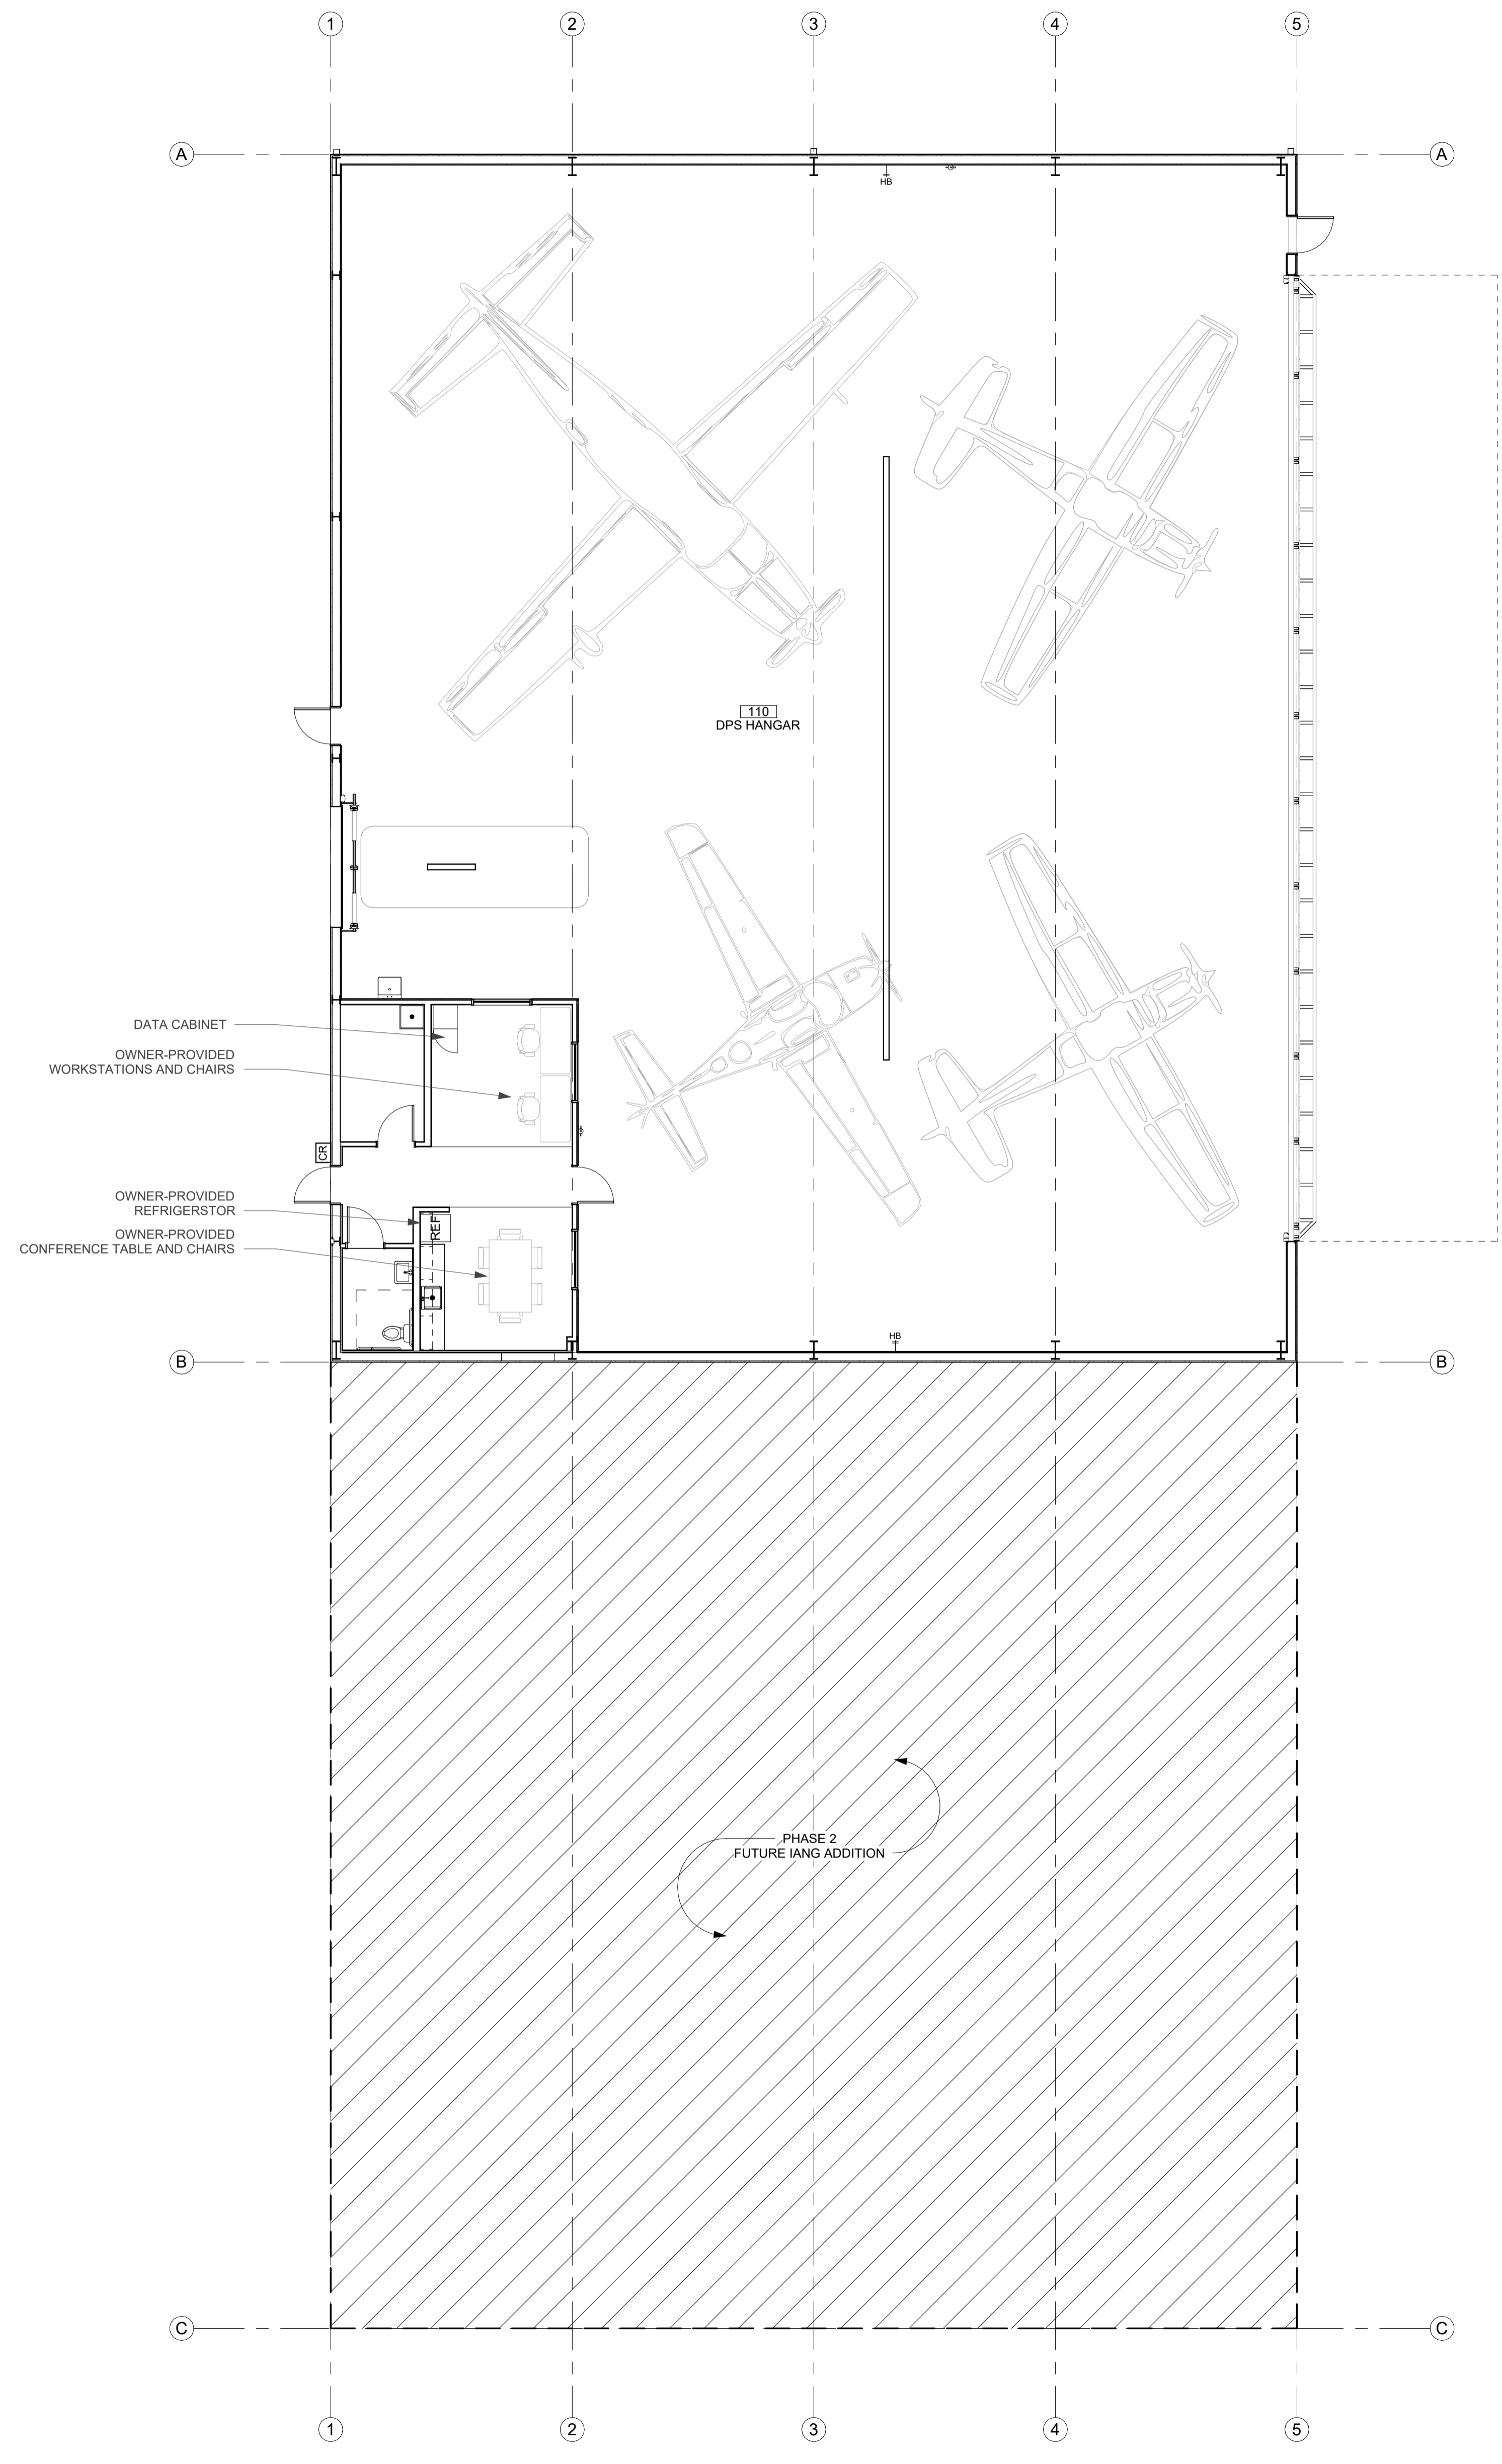 1 2 3 4 5
A A
HB
110
DPS HANGAR
DATA CABINET
OWNER-PROVIDED
WORKSTATIONS AND CHAIRS
CR
OWNER-PROVIDED
REFRIGERSTOR
REF
OWNER-PROVIDED
CONFERENCE TABLE AND CHAIRS
HB
B B
PHASE 2
FUTURE IANG ADDITION
C C
1 2 3 4 5